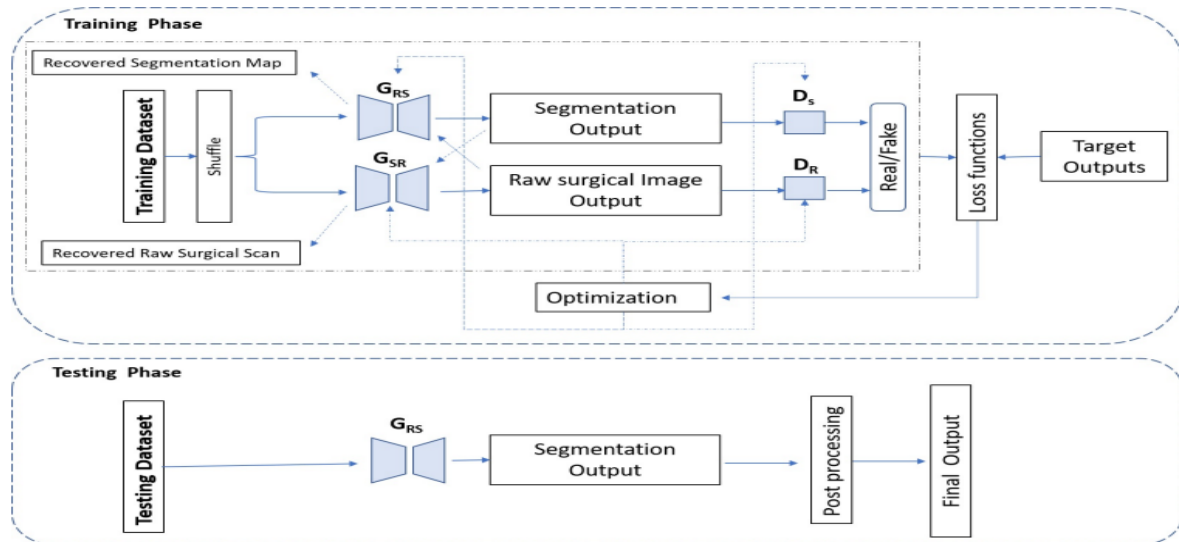 Training Phase
Recovered Segmentation Map
G_RS
Training Dataset
Shuffle
Segmentation
Output
D_s
G_SR
Raw surgical Image
Output
D_R
Real/Fake
Loss functions
Target
Outputs
Recovered Raw Surgical Scan
Optimization
Testing Phase
Testing Dataset
G_RS
Segmentation
Output
Post processing
Final Output